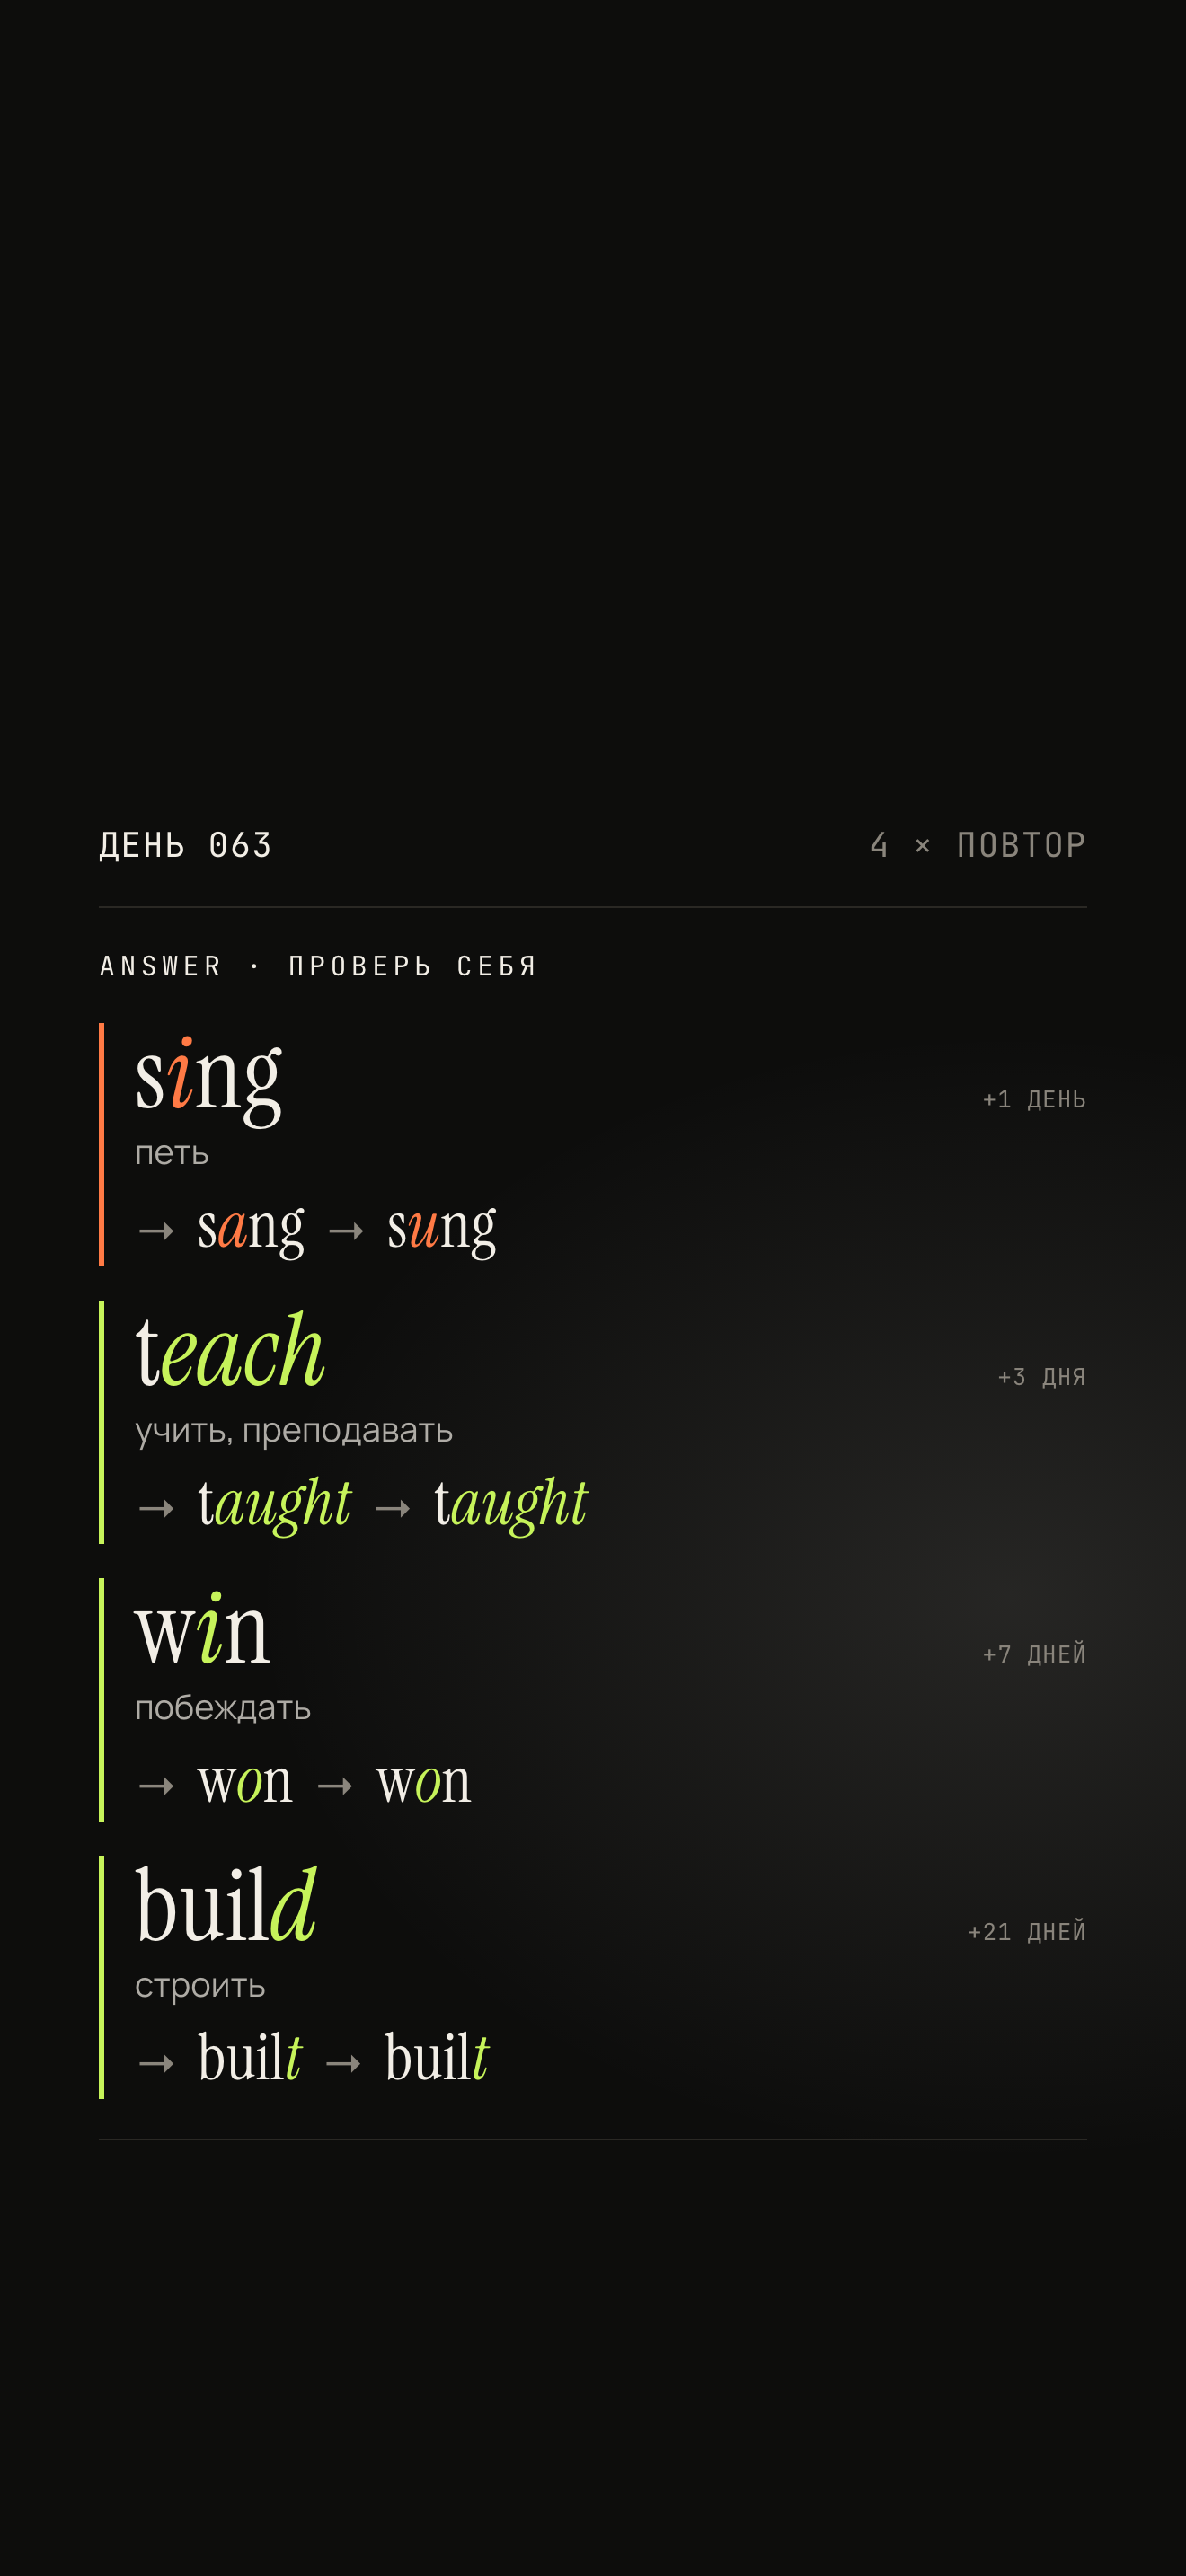 ДЕНЬ 063 4 × ПОВТОР
ANSWER · ПРОВЕРЬ СЕБЯ
sing +1 ДЕНЬ
петь
→ sang → sung
teach +3 ДНЯ
учить, преподавать
→ taught → taught
win +7 ДНЕЙ
побеждать
→ won → won
build +21 ДНЕЙ
строить
→ built → built